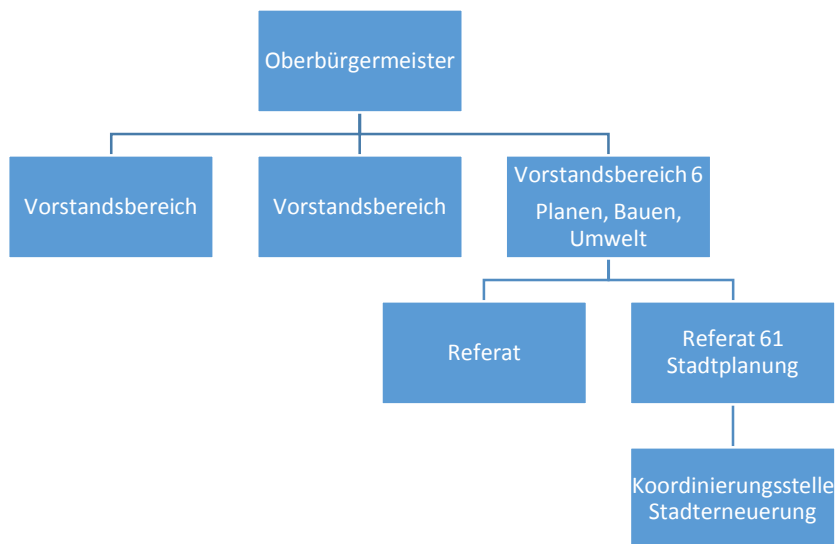 Oberbürgermeister
Vorstandsbereich
Vorstandsbereich
Vorstandsbereich 6
Planen, Bauen,
Umwelt
Referat
Referat 61
Stadtplanung
Koordinierungsstelle
Stadterneuerung